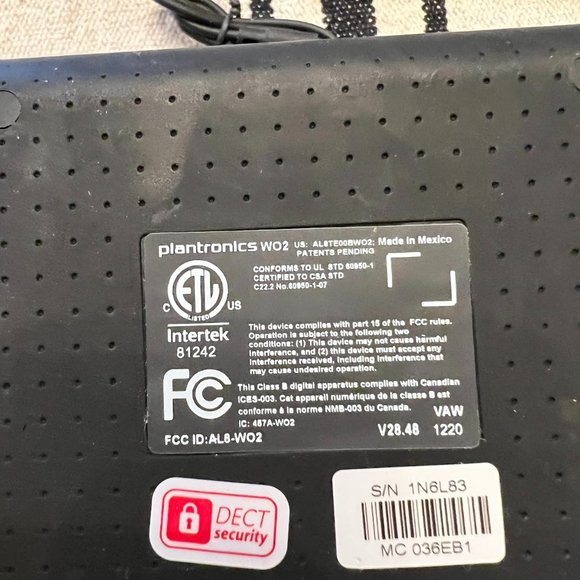 plantronics WO2 US: AL8TE00BWO2; Made in Mexico
PATENTS PENDING
CONFORMS TO UL STD 60950-1
CERTIFIED TO CSA STD
C22.2 No.60950-1-07
C ETL US
LISTED
Intertek
81242
This device complies with part 15 of the FCC rules.
Operation is subject to the following two
conditions: (1) This device may not cause harmful
interference, and (2) this device must accept any
interference received, including interference that
may cause undesired operation.
FC
This Class B digital apparatus complies with Canadian
ICES-003. Cet appareil numérique de la classe B est
conforme à la norme NMB-003 du Canada.
IC: 457A-WO2
FCC ID:AL8-WO2
V28.48
VAW
1220
DECT
security
S/N 1N6L83
MC 036EB1